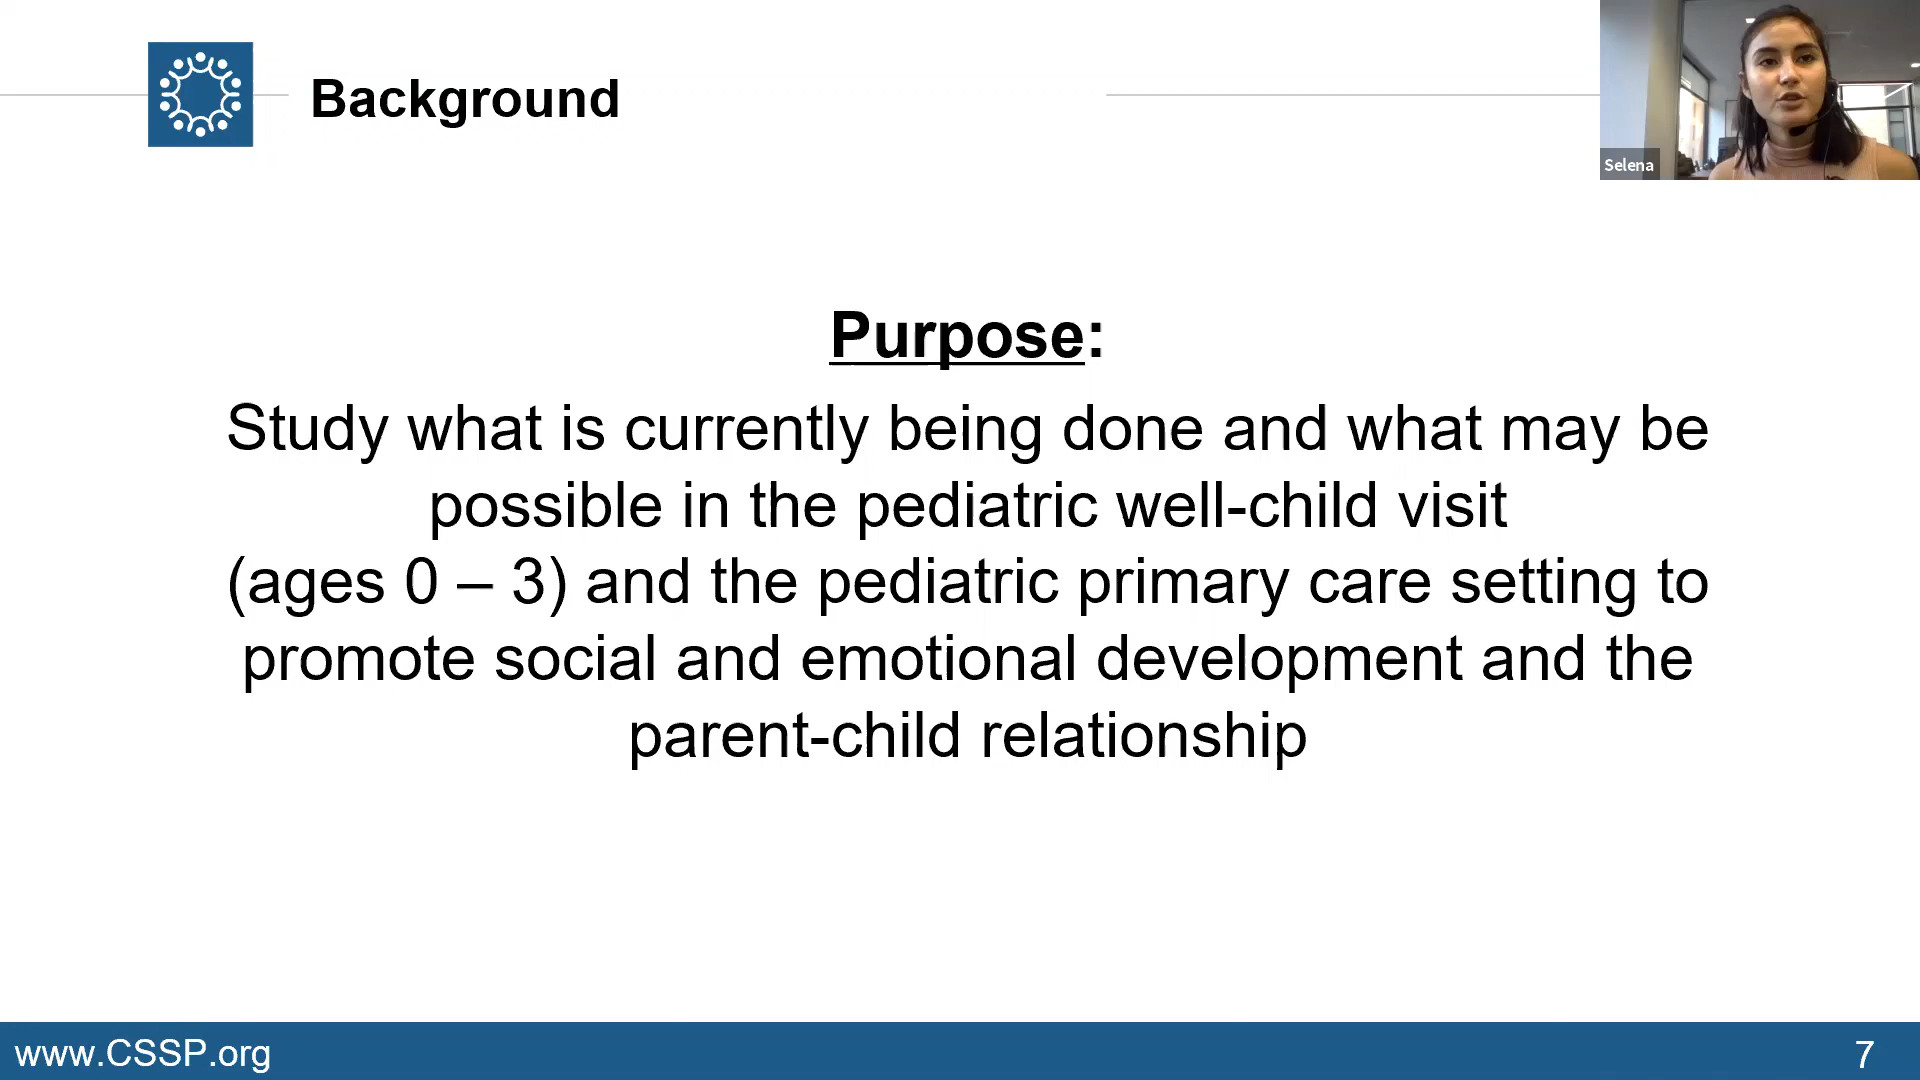 Background
Selena
Purpose:
Study what is currently being done and what may be
possible in the pediatric well-child visit
(ages 0 – 3) and the pediatric primary care setting to
promote social and emotional development and the
parent-child relationship
www.CSSP.org
7